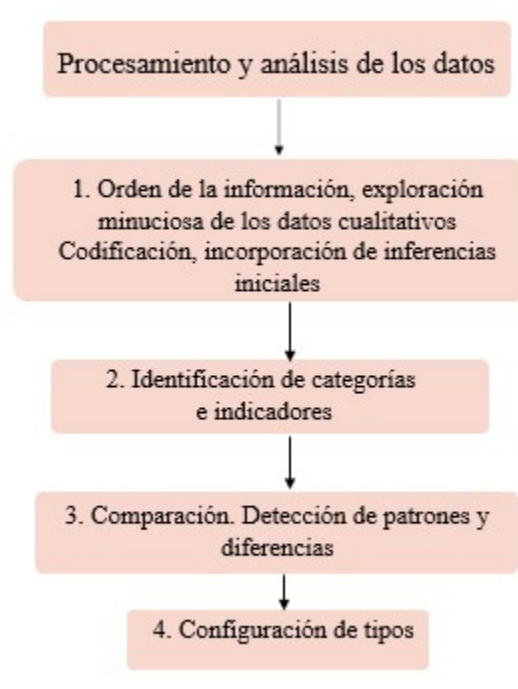 Procesamiento y análisis de los datos
1. Orden de la información, exploración
minuciosa de los datos cualitativos
Codificación, incorporación de inferencias
iniciales
2. Identificación de categorías
e indicadores
3. Comparación. Detección de patrones y
diferencias
4. Configuración de tipos